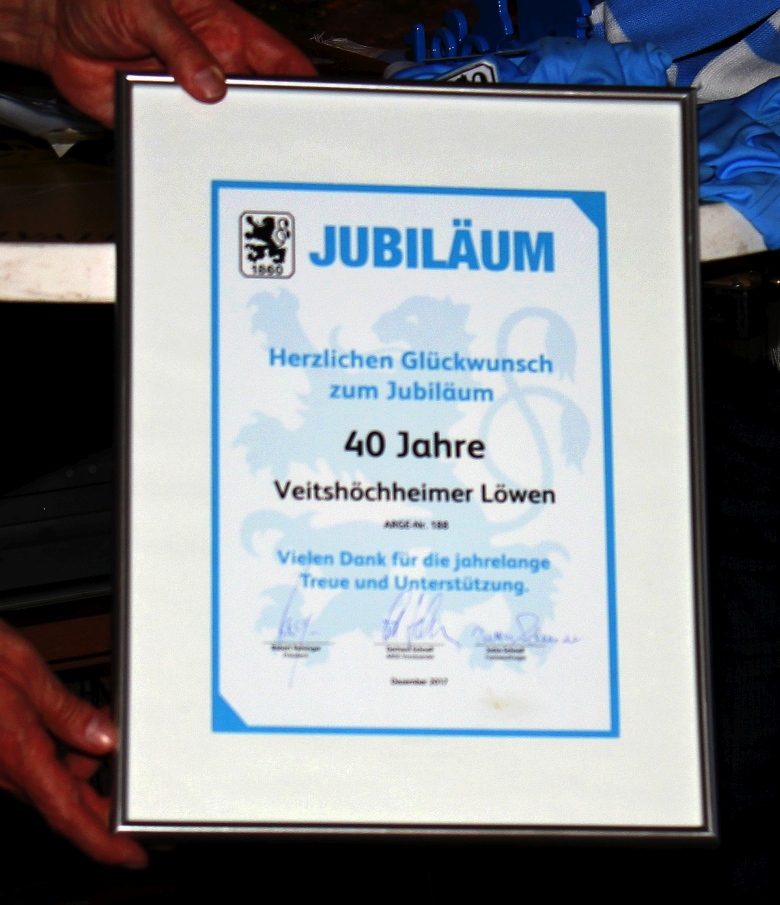 1860
JUBILÄUM
Herzlichen Glückwunsch
zum Jubiläum
40 Jahre
Veitshöchheimer Löwen
ARGE-Nr. 188
Vielen Dank für die jahrelange
Treue und Unterstützung.
Dezember 2017